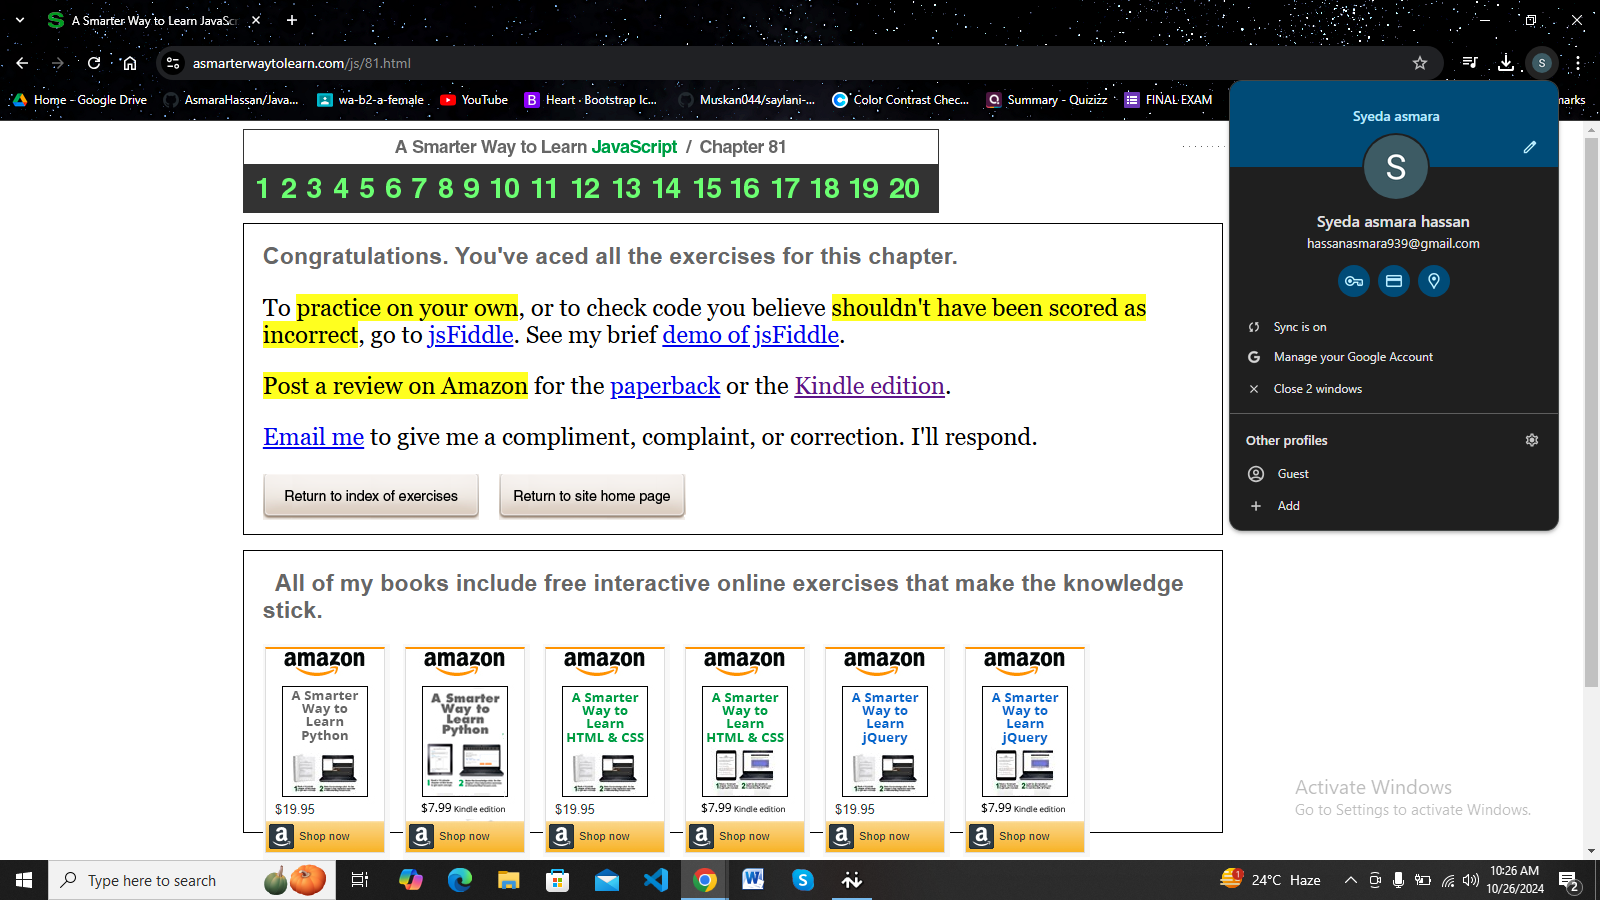 A Smarter Way to Learn JavaScr
asmarterwaytolearn.com/js/81.html
S
Home - Google Drive
AsmaraHassan/Java...
wa-b2-a-female
YouTube
Heart · Bootstrap Ic...
Muskan044/saylani-...
Color Contrast Chec...
Summary - Quizizz
FINAL EXAM
marks
A Smarter Way to Learn JavaScript / Chapter 81
1 2 3 4 5 6 7 8 9 10 11 12 13 14 15 16 17 18 19 20
Congratulations. You've aced all the exercises for this chapter.
To practice on your own, or to check code you believe shouldn't have been scored as
incorrect, go to jsFiddle. See my brief demo of jsFiddle.
Post a review on Amazon for the paperback or the Kindle edition.
Email me to give me a compliment, complaint, or correction. I'll respond.
Return to index of exercises
Return to site home page
Syeda asmara
S
Syeda asmara hassan
hassanasmara939@gmail.com
Sync is on
Manage your Google Account
Close 2 windows
Other profiles
Guest
Add
All of my books include free interactive online exercises that make the knowledge
stick.
amazon
A Smarter
Way to
Learn
Python
$19.95
Shop now
amazon
A Smarter
Way to
Learn
Python
$7.99 Kindle edition
Shop now
amazon
A Smarter
Way to
Learn
HTML & CSS
$19.95
Shop now
amazon
A Smarter
Way to
Learn
HTML & CSS
$7.99 Kindle edition
Shop now
amazon
A Smarter
Way to
Learn
jQuery
$19.95
Shop now
amazon
A Smarter
Way to
Learn
jQuery
$7.99 Kindle edition
Shop now
Activate Windows
Go to Settings to activate Windows.
Type here to search
24°C Haze
10:26 AM
10/26/2024
2